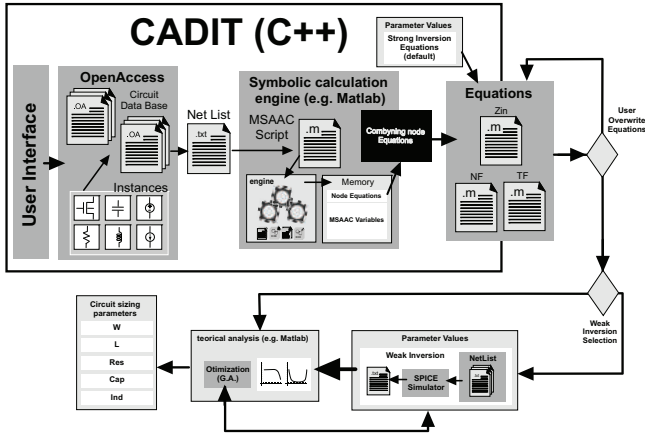 CADIT (C++)
Parameter Values
Strong Inversion
Equations
(default)
User Interface
OpenAccess
Circuit
Data Base
.OA
.OA
Instances
Net List
.txt
Symbolic calculation
engine (e.g. Matlab)
MSAAC
Script
.m
engine
Memory
Node Equations
MSAAC Variables
Combyning node
Equations
Equations
Zin
.m
NF
.m
TF
.m
User
Overwrite
Equations
Weak
Inversion
Selection
Circuit sizing
parameters
W
L
Res
Cap
Ind
teorical analysis (e.g. Matlab)
Otimization
(G.A.)
Parameter Values
Weak Inversion
.txt
SPICE
Simulator
NetList